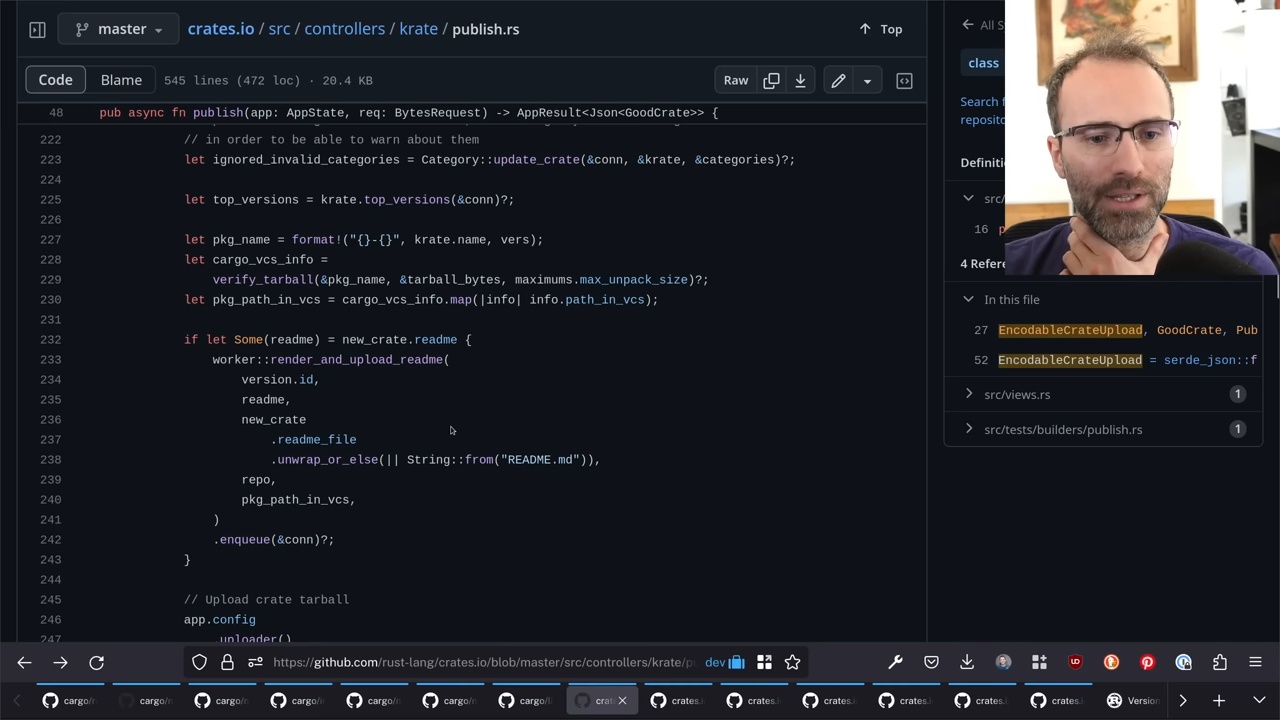 master
crates.io / src / controllers / krate / publish.rs
Top
Code
Blame
545 lines (472 loc) · 20.4 KB
Raw
48 pub async fn publish(app: AppState, req: BytesRequest) -> AppResult<Json<GoodCrate>> {
222 // in order to be able to warn about them
223 let ignored_invalid_categories = Category::update_crate(&conn, &krate, &categories)?;
224
225 let top_versions = krate.top_versions(&conn)?;
226
227 let pkg_name = format!("{}-{}", krate.name, vers);
228 let cargo_vcs_info =
229 verify_tarball(&pkg_name, &tarball_bytes, maximums.max_unpack_size)?;
230 let pkg_path_in_vcs = cargo_vcs_info.map(|info| info.path_in_vcs);
231
232 if let Some(readme) = new_crate.readme {
233 worker::render_and_upload_readme(
234 version.id,
235 readme,
236 new_crate
237 .readme_file
238 .unwrap_or_else(|| String::from("README.md")),
239 repo,
240 pkg_path_in_vcs,
241 )
242 .enqueue(&conn)?;
243 }
244
245 // Upload crate tarball
246 app.config
247 .uploader()
All S
class
Search f
reposito
Definiti
src/
16 p
4 Refere
In this file
27 EncodableCrateUpload, GoodCrate, Pub
52 EncodableCrateUpload = serde_json::f
src/views.rs 1
src/tests/builders/publish.rs 1
https://github.com/rust-lang/crates.io/blob/master/src/controllers/krate/p
dev
cargo/r
cargo/
cargo/r
cargo/i
cargo/r
cargo/r
cargo/l
crat
crates.
crates.
crates.i
crates.i
crates.i
crates.i
Version